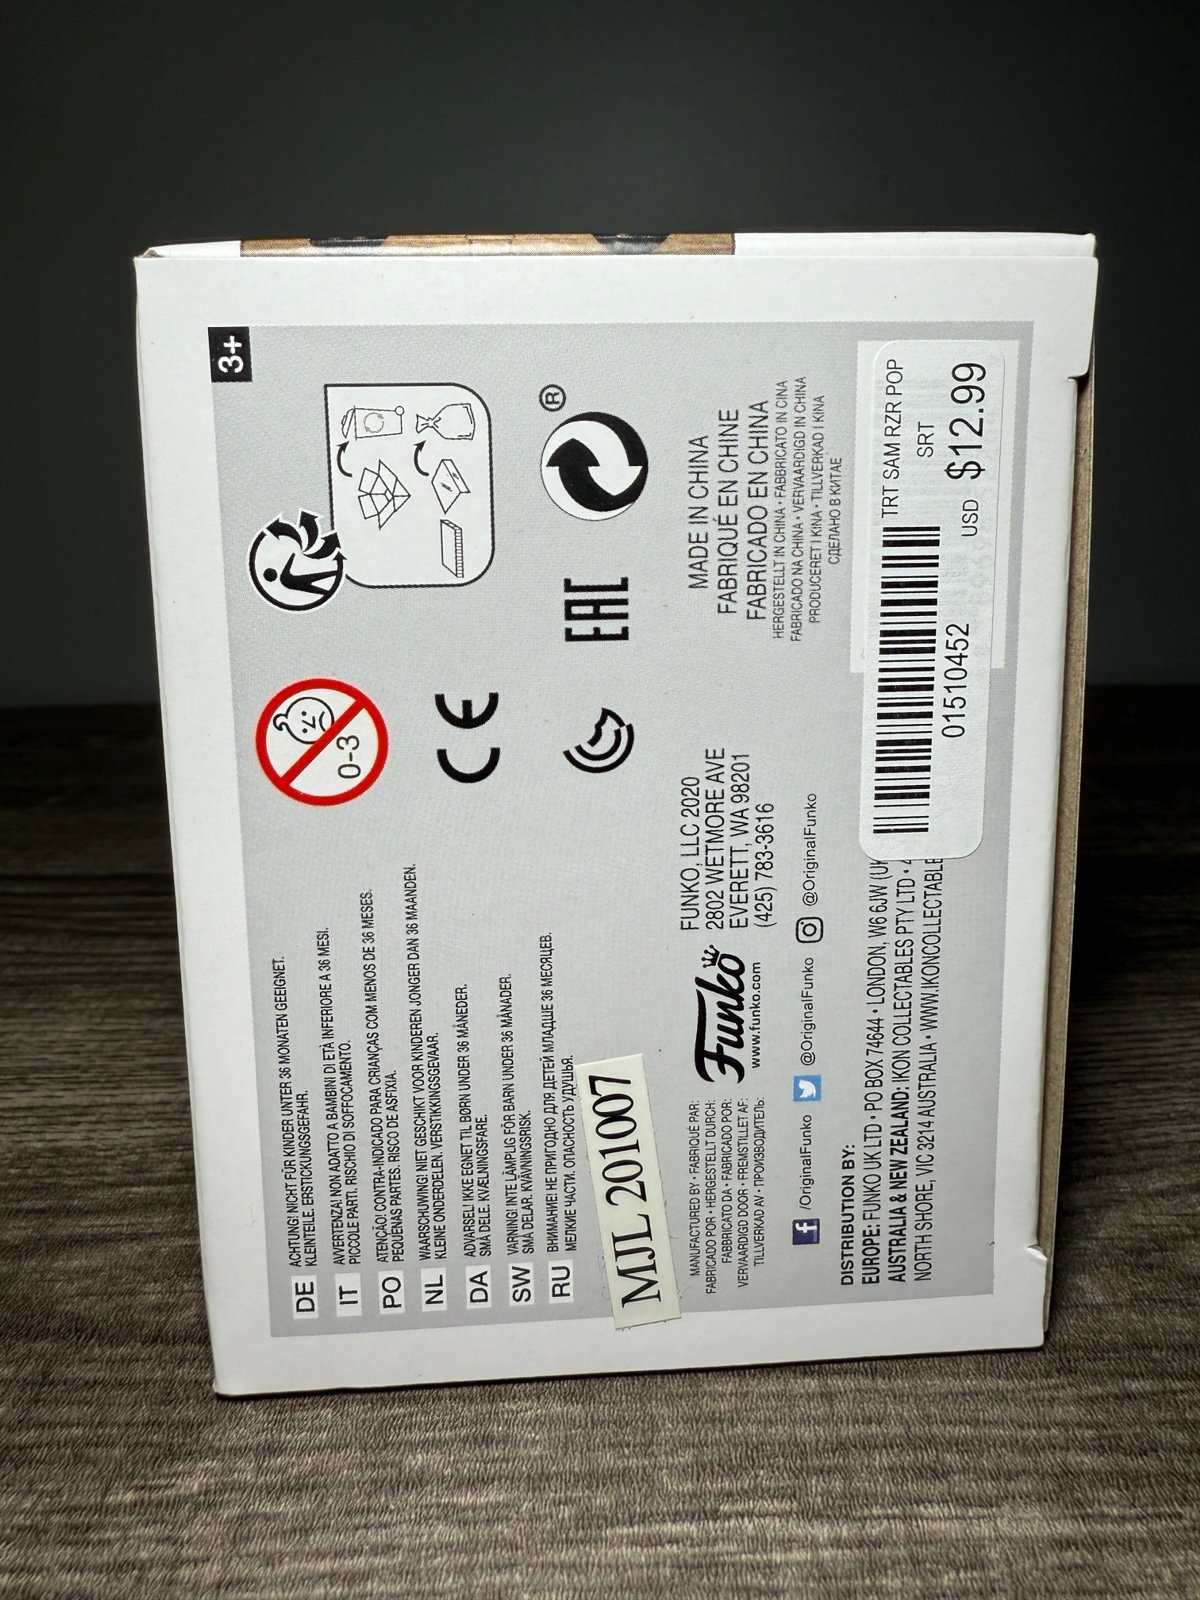 3+
0-3
CE
EAC
®
DE
ACHTUNG! NICHT FÜR KINDER UNTER 36 MONATEN GEEIGNET.
KLEINTEILE. ERSTICKUNGSGEFAHR.
IT
AVVERTENZA! NON ADATTO A BAMBINI DI ETÀ INFERIORE A 36 MESI.
PICCOLE PARTI. RISCHIO DI SOFFOCAMENTO.
PO
ATENÇÃO! CONTRA-INDICADO PARA CRIANÇAS COM MENOS DE 36 MESES.
PEQUENAS PARTES. RISCO DE ASFIXIA.
NL
WAARSCHUWING! NIET GESCHIKT VOOR KINDEREN JONGER DAN 36 MAANDEN.
KLEINE ONDERDELEN. VERSTIKKINGSGEVAAR.
DA
ADVARSEL! IKKE EGNET TIL BØRN UNDER 36 MÅNEDER.
SMÅ DELE. KVÆLNINGSFARE.
SW
VARNING! INTE LÄMPLIG FÖR BARN UNDER 36 MÅNADER.
SMÅ DELAR. KVÄVNINGSRISK.
RU
ВНИМАНИЕ! НЕ ПРИГОДНО ДЛЯ ДЕТЕЙ МЛАДШЕ 36 МЕСЯЦЕВ.
МЕЛКИЕ ЧАСТИ. ОПАСНОСТЬ УДУШЬЯ.
MJL 201007
MANUFACTURED BY • FABRIQUÉ PAR:
FABRICADO POR • HERGESTELLT DURCH:
FABBRICATO DA • FABRICADO POR:
VERVAARDIGD DOOR • FREMSTILLET AF:
TILLVERKAD AV • ПРОИЗВОДИТЕЛЬ:
Funko
www.funko.com
FUNKO, LLC 2020
2802 WETMORE AVE
EVERETT, WA 98201
(425) 783-3616
MADE IN CHINA
FABRIQUÉ EN CHINE
FABRICADO EN CHINA
HERGESTELLT IN CHINA • FABBRICATO IN CINA
FABRICADO NA CHINA • VERVAARDIGD IN CHINA
PRODUCERET I KINA • TILLVERKAD I KINA
СДЕЛАНО В КИТАЕ
/OriginalFunko @OriginalFunko @OriginalFunko
DISTRIBUTION BY:
EUROPE: FUNKO UK LTD • PO BOX 74644 • LONDON, W6 6JW (UK
AUSTRALIA & NEW ZEALAND: IKON COLLECTABLES PTY LTD •
NORTH SHORE, VIC 3214 AUSTRALIA • WWW.IKONCOLLECTABLE
TRT SAM RZR POP
SRT
01510452
USD $12.99